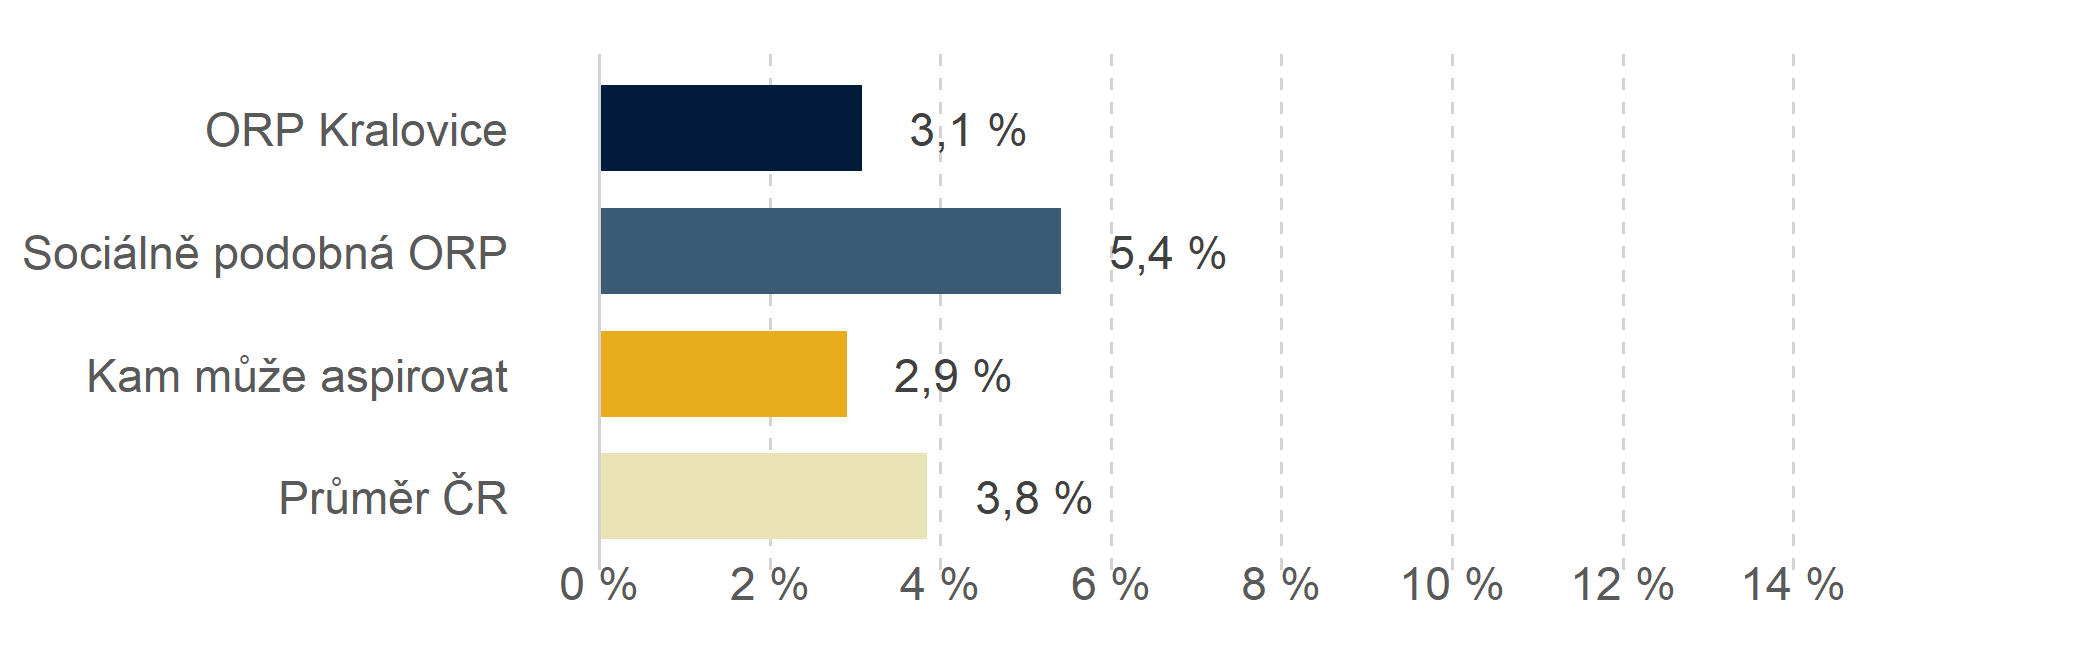 ORP Kralovice
3,1 %
Sociálně podobná ORP
5,4 %
Kam může aspirovat
2,9 %
Průměr ČR
3,8 %
0 % 2 % 4 % 6 % 8 % 10 % 12 % 14 %